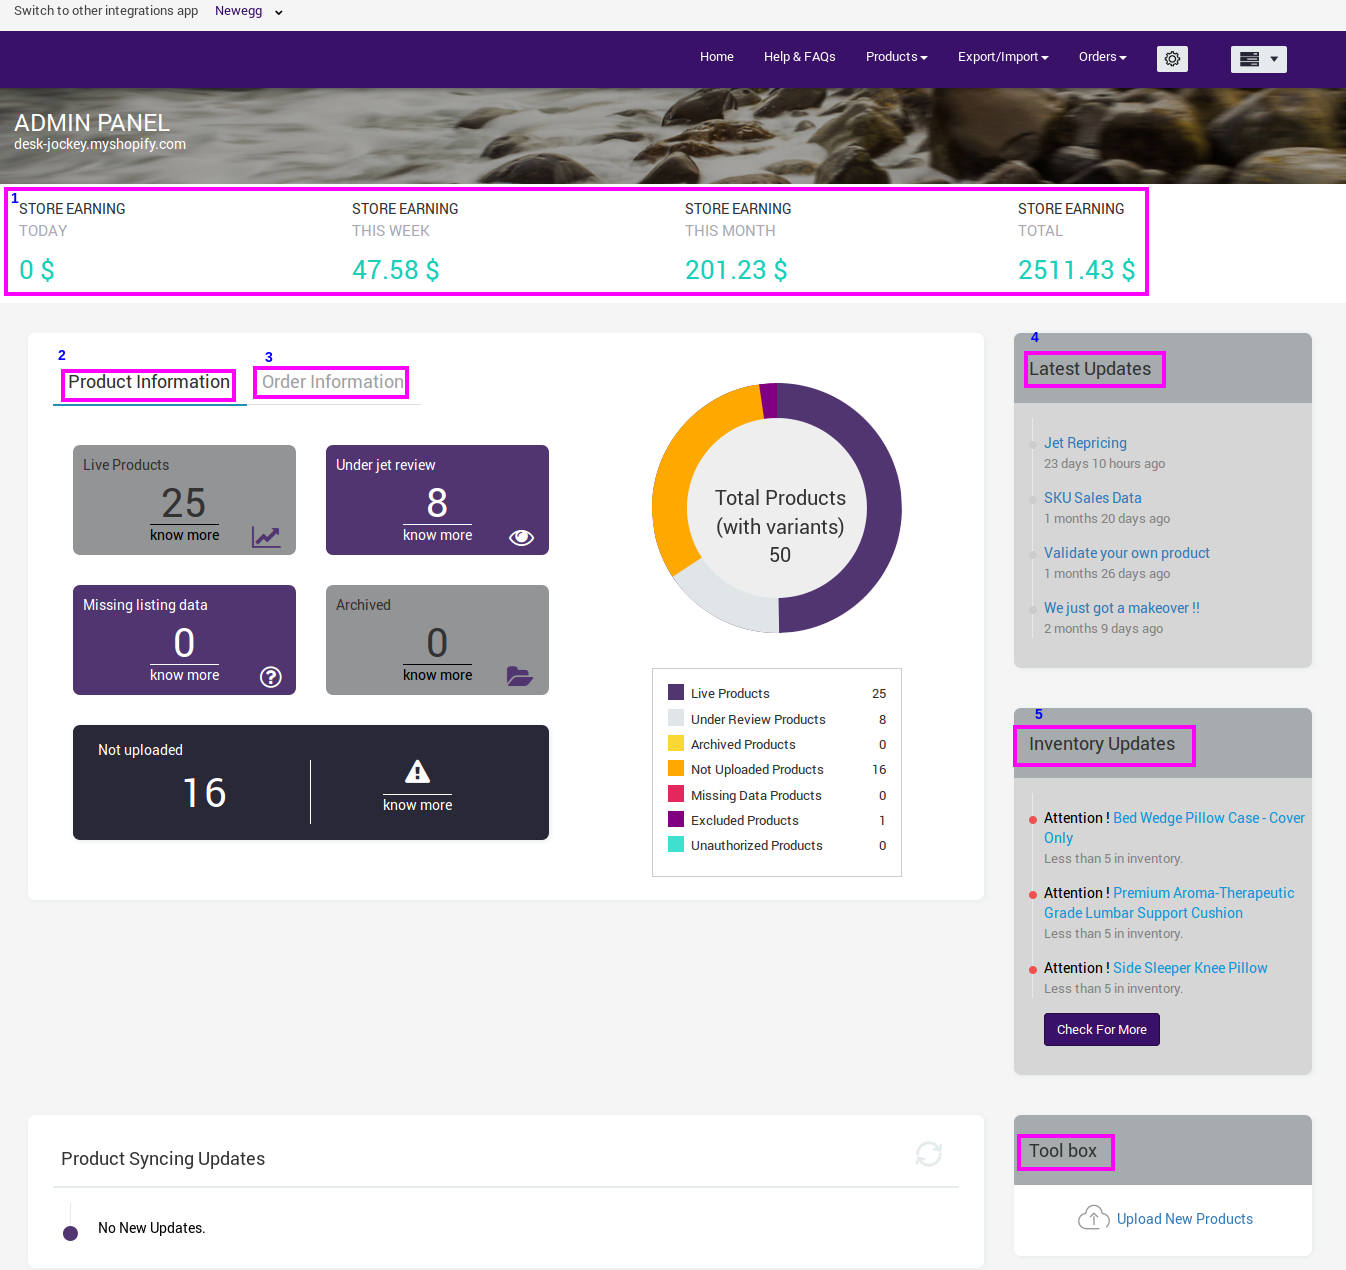 Switch to other integrations app Newegg
Home Help & FAQs Products Export/Import Orders
ADMIN PANEL
desk-jockey.myshopify.com
1
STORE EARNING STORE EARNING STORE EARNING STORE EARNING
TODAY THIS WEEK THIS MONTH TOTAL
0 $ 47.58 $ 201.23 $ 2511.43 $
2 3
Product Information Order Information
Live Products
25
know more
Under jet review
8
know more
Missing listing data
0
know more
Archived
0
know more
Not uploaded
16
know more
Total Products
(with variants)
50
Live Products 25
Under Review Products 8
Archived Products 0
Not Uploaded Products 16
Missing Data Products 0
Excluded Products 1
Unauthorized Products 0
4
Latest Updates
Jet Repricing
23 days 10 hours ago
SKU Sales Data
1 months 20 days ago
Validate your own product
1 months 26 days ago
We just got a makeover !!
2 months 9 days ago
5
Inventory Updates
Attention ! Bed Wedge Pillow Case - Cover
Only
Less than 5 in inventory.
Attention ! Premium Aroma-Therapeutic
Grade Lumbar Support Cushion
Less than 5 in inventory.
Attention ! Side Sleeper Knee Pillow
Less than 5 in inventory.
Check For More
Product Syncing Updates
No New Updates.
Tool box
Upload New Products